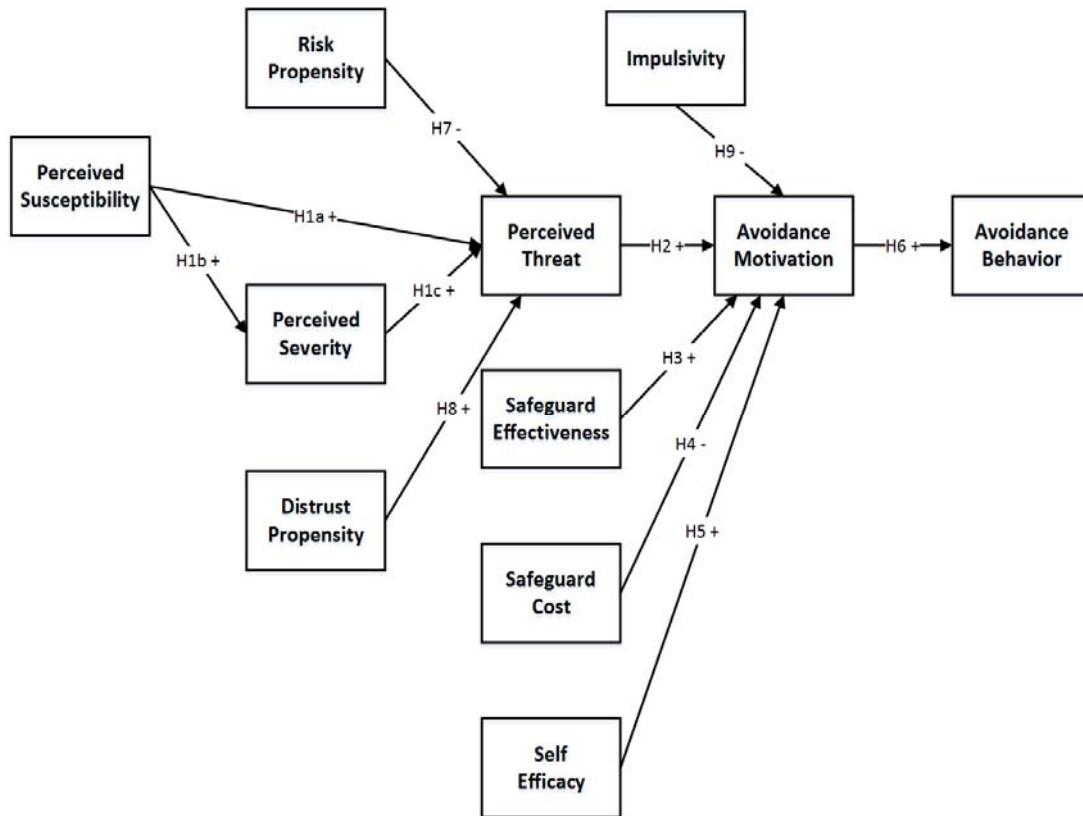 Risk
Propensity
Impulsivity
H7 -
H9 -
Perceived
Susceptibility
H1a +
Perceived
Threat
H2 +
Avoidance
Motivation
H6 +
Avoidance
Behavior
H1b +
H1c +
Perceived
Severity
H3 +
Safeguard
Effectiveness
H8 +
H4 -
Distrust
Propensity
H5 +
Safeguard
Cost
Self
Efficacy